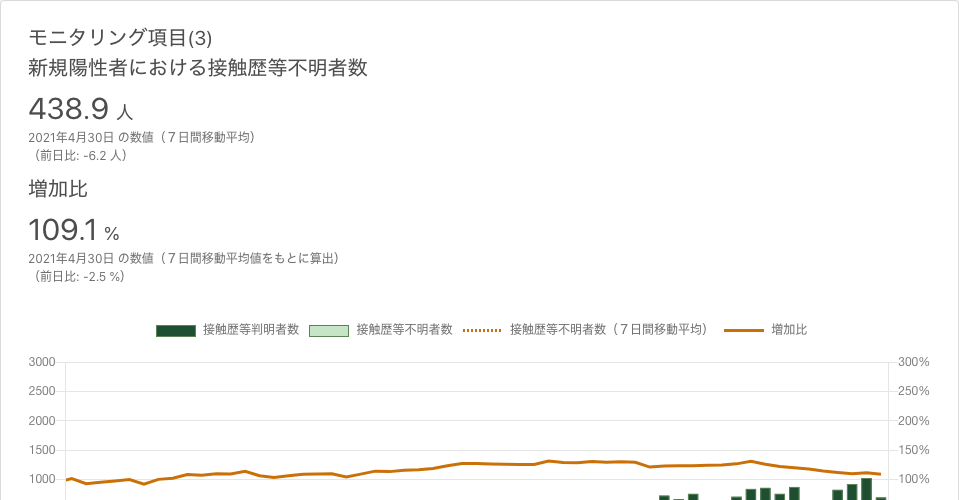 モニタリング項目(3)
新規陽性者における接触歴等不明者数
438.9 人
2021年4月30日 の数値（７日間移動平均）
（前日比: -6.2 人）
増加比
109.1 %
2021年4月30日 の数値（７日間移動平均値をもとに算出）
（前日比: -2.5 %）
接触歴等判明者数 接触歴等不明者数 接触歴等不明者数（７日間移動平均） 増加比
3000 300%
2500 250%
2000 200%
1500 150%
1000 100%